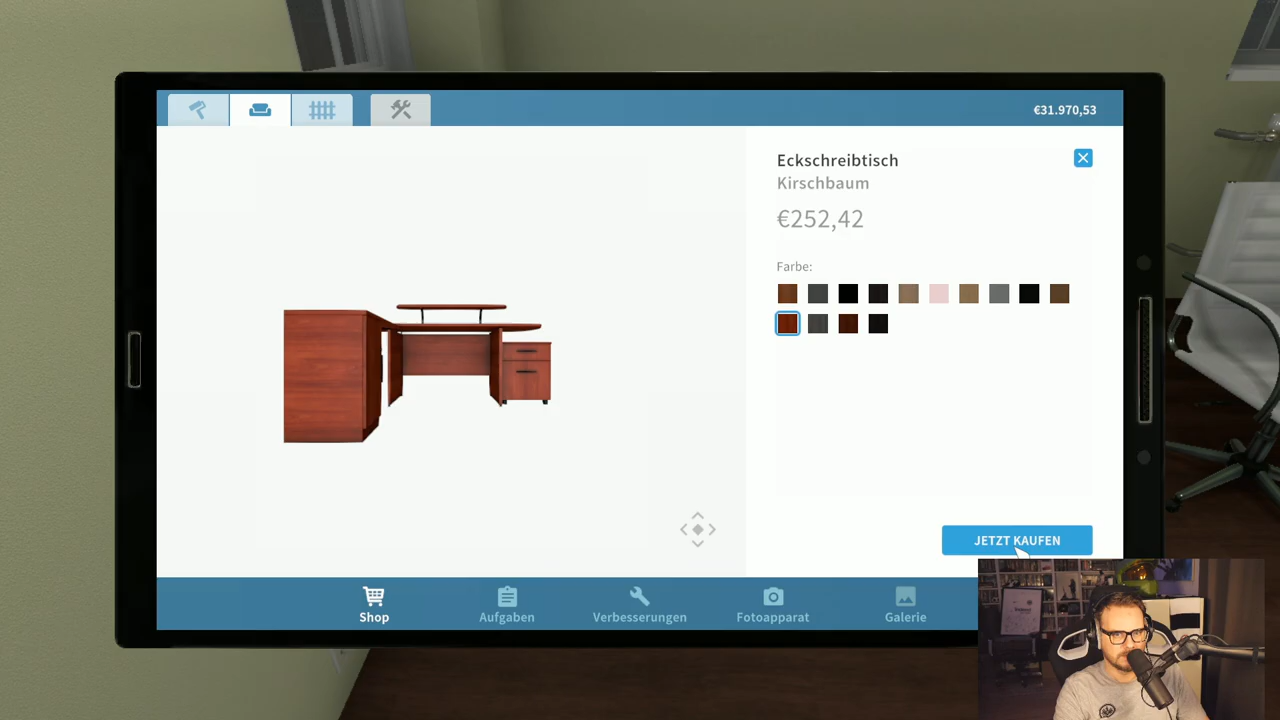 €31.970,53
Eckschreibtisch
Kirschbaum
€252,42
Farbe:
JETZT KAUFEN
Shop
Aufgaben
Verbesserungen
Fotoapparat
Galerie